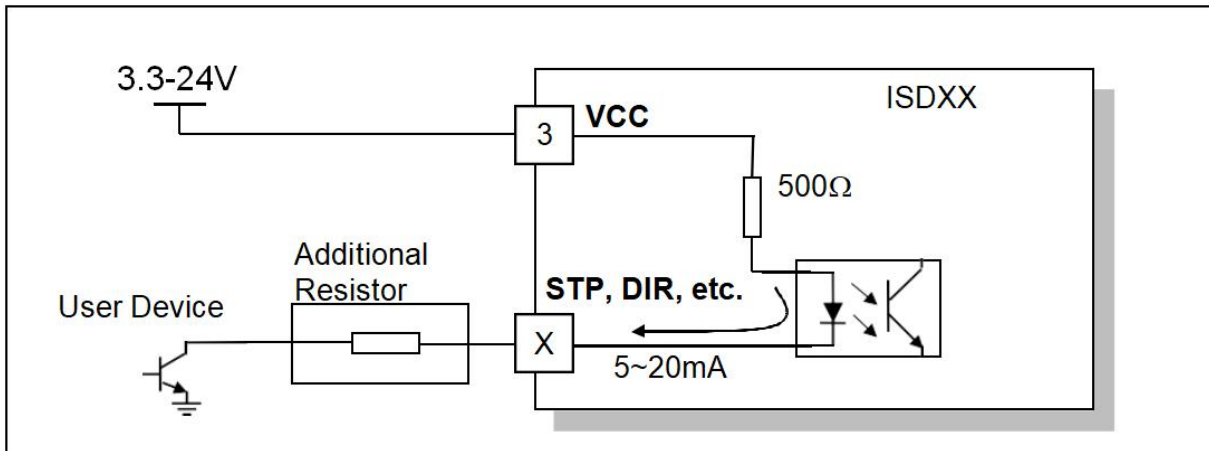 3.3-24V
ISDXX
VCC
3
500Ω
Additional
Resistor
STP, DIR, etc.
User Device
X
5~20mA